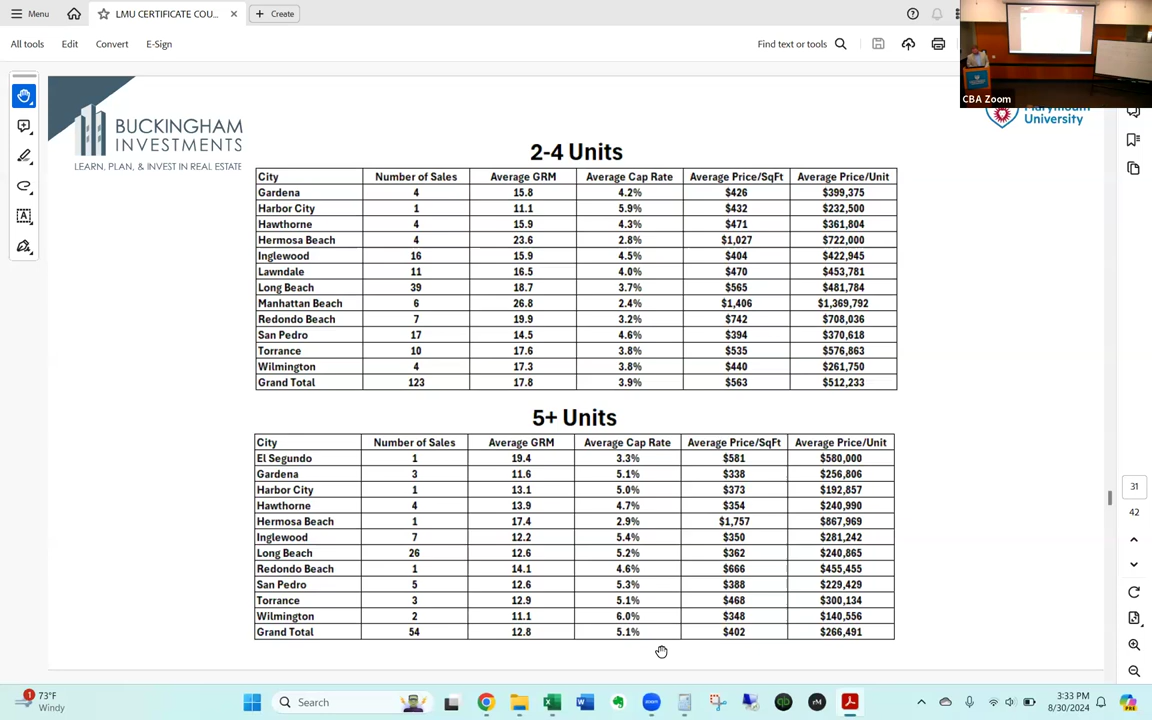 Menu
LMU CERTIFICATE COU...
Create
All tools
Edit
Convert
E-Sign
Find text or tools
CBA Zoom
University
BUCKINGHAM
INVESTMENTS
LEARN, PLAN, & INVEST IN REAL ESTATE
2-4 Units
City Number of Sales Average GRM Average Cap Rate Average Price/SqFt Average Price/Unit
Gardena 4 15.8 4.2% $426 $399,375
Harbor City 1 11.1 5.9% $432 $232,500
Hawthorne 4 15.9 4.3% $471 $361,804
Hermosa Beach 4 23.6 2.8% $1,027 $722,000
Inglewood 16 15.9 4.5% $404 $422,945
Lawndale 11 16.5 4.0% $470 $453,781
Long Beach 39 18.7 3.7% $565 $481,784
Manhattan Beach 6 26.8 2.4% $1,406 $1,369,792
Redondo Beach 7 19.9 3.2% $742 $708,036
San Pedro 17 14.5 4.6% $394 $370,618
Torrance 10 17.6 3.8% $535 $576,863
Wilmington 4 17.3 3.8% $440 $261,750
Grand Total 123 17.8 3.9% $563 $512,233
5+ Units
City Number of Sales Average GRM Average Cap Rate Average Price/SqFt Average Price/Unit
El Segundo 1 19.4 3.3% $581 $580,000
Gardena 3 11.6 5.1% $338 $256,806
Harbor City 1 13.1 5.0% $373 $192,857
Hawthorne 4 13.9 4.7% $354 $240,990
Hermosa Beach 1 17.4 2.9% $1,757 $867,969
Inglewood 7 12.2 5.4% $350 $281,242
Long Beach 26 12.6 5.2% $362 $240,865
Redondo Beach 1 14.1 4.6% $666 $455,455
San Pedro 5 12.6 5.3% $388 $229,429
Torrance 3 12.9 5.1% $468 $300,134
Wilmington 2 11.1 6.0% $348 $140,556
Grand Total 54 12.8 5.1% $402 $266,491
31
42
1
73°F
Windy
Search
3:33 PM
8/30/2024